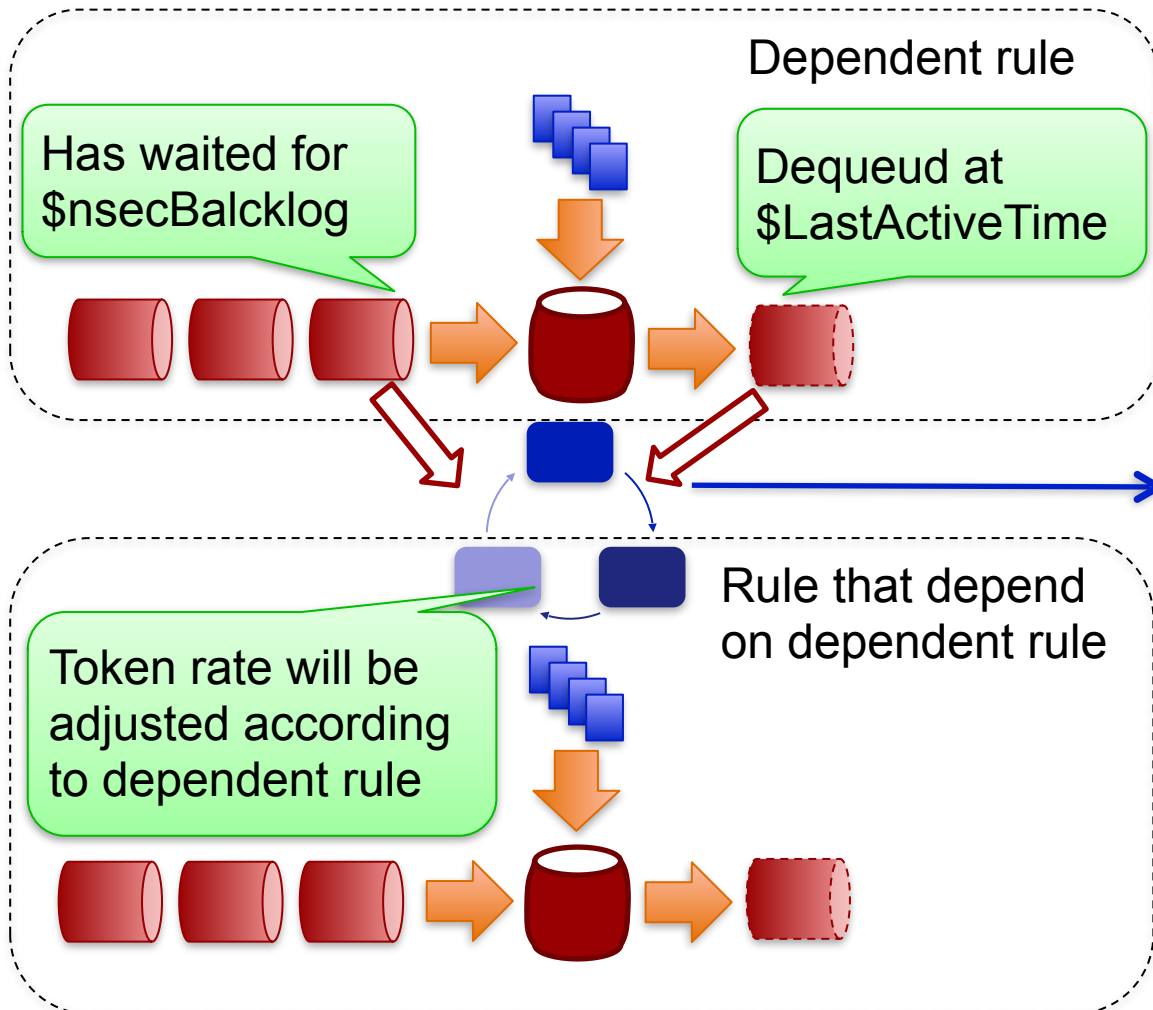 Dependent rule
Has waited for
$nsecBalcklog
Dequeud at
$LastActiveTime
Rule that depend
on dependent rule
Token rate will be
adjusted according
to dependent rule